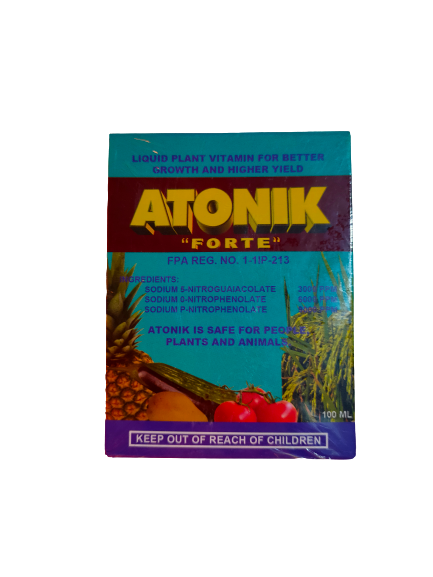 LIQUID PLANT VITAMIN FOR BETTER
GROWTH AND HIGHER YIELD
ATONIK
"FORTE"
FPA REG. NO. 1-1IP-213
INGREDIENTS:
SODIUM 5-NITROGUAIACOLATE
SODIUM 0-NITROPHENOLATE
SODIUM P-NITROPHENOLATE
ATONIK IS SAFE FOR PEOPLE,
PLANTS AND ANIMALS
100 ML
KEEP OUT OF REACH OF CHILDREN